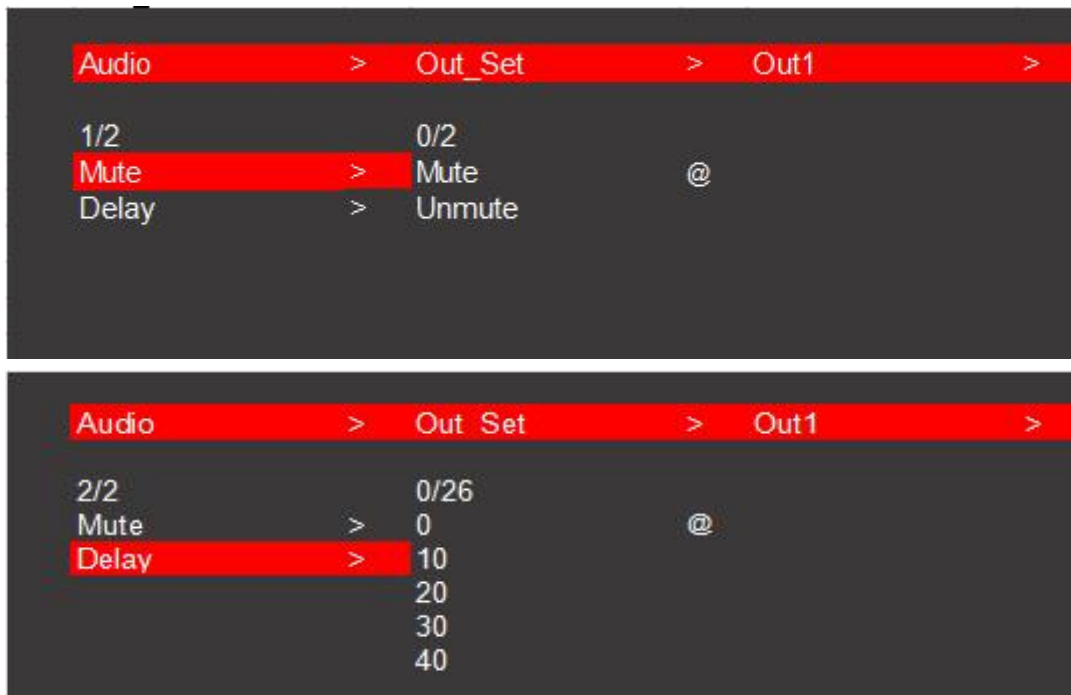 Audio > Out_Set > Out1 >
1/2 0/2
Mute > Mute @
Delay > Unmute
Audio > Out Set > Out1 >
2/2 0/26
Mute > 0 @
Delay > 10
20
30
40